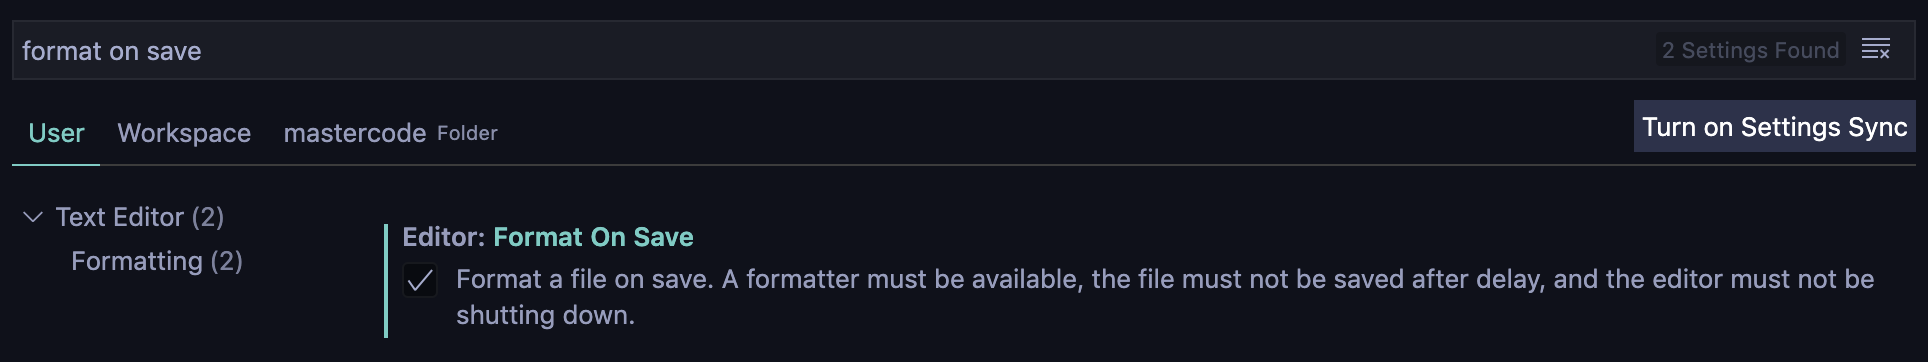 format on save
2 Settings Found
User
Workspace
mastercode Folder
Turn on Settings Sync
Text Editor (2)
Formatting (2)
Editor: Format On Save
Format a file on save. A formatter must be available, the file must not be saved after delay, and the editor must not be
shutting down.